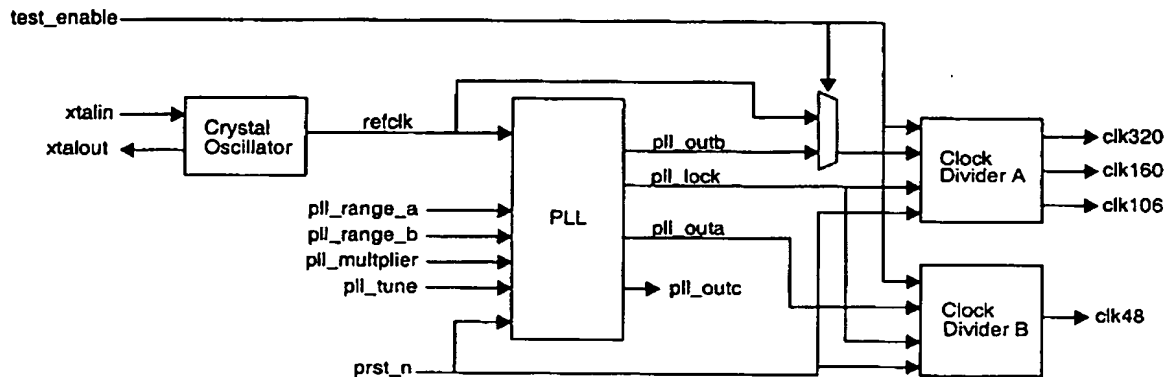 test_enable
xtalin
xtalout
Crystal
Oscillator
refclk
pll_outb
pll_lock
pll_outa
pll_outc
PLL
pll_range_a
pll_range_b
pll_multplier
pll_tune
prst_n
Clock
Divider A
clk320
clk160
clk106
Clock
Divider B
clk48